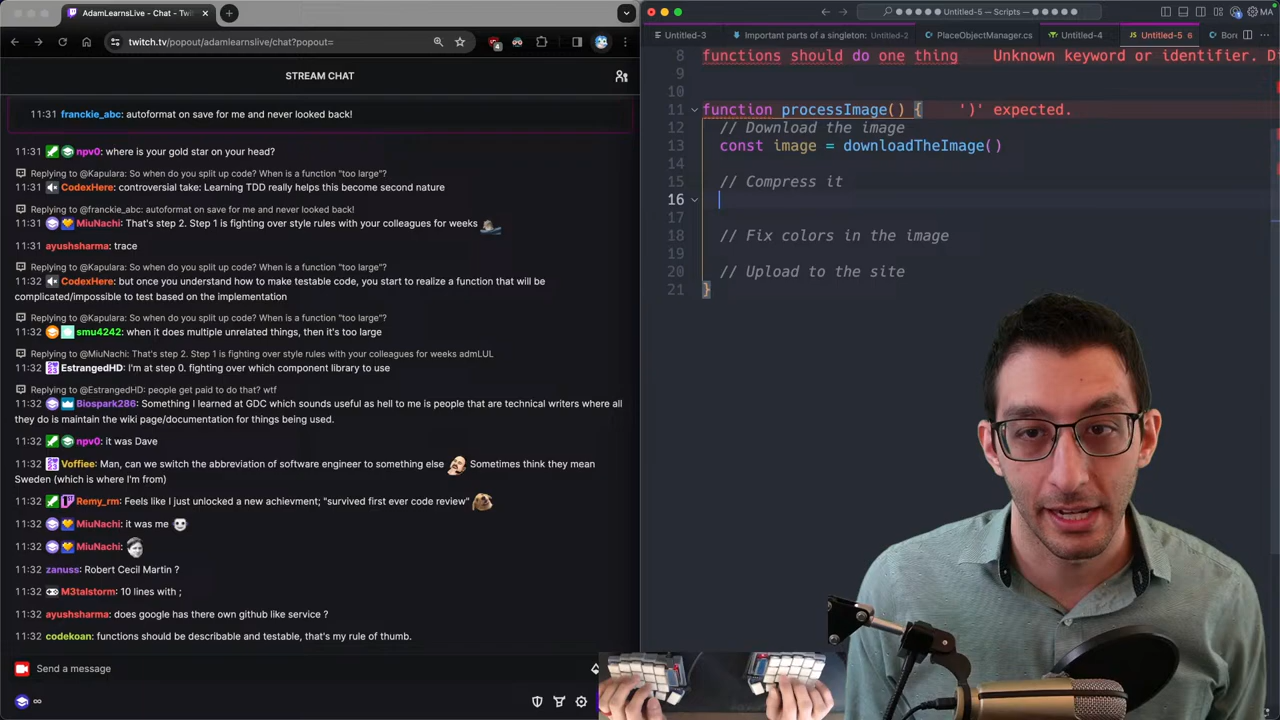 AdamLearnsLive - Chat - Twi
twitch.tv/popout/adamlearnslive/chat?popout=
4
STREAM CHAT
11:31 franckie_abc: autoformat on save for me and never looked back!
11:31 npv0: where is your gold star on your head?
Replying to @Kapulara: So when do you split up code? When is a function "too large"?
11:31 CodexHere: controversial take: Learning TDD really helps this become second nature
Replying to @franckie_abc: autoformat on save for me and never looked back!
11:31 MiuNachi: That's step 2. Step 1 is fighting over style rules with your colleagues for weeks
11:31 ayushsharma: trace
Replying to @Kapulara: So when do you split up code? When is a function "too large"?
11:32 CodexHere: but once you understand how to make testable code, you start to realize a function that will be
complicated/impossible to test based on the implementation
Replying to @Kapulara: So when do you split up code? When is a function "too large"?
11:32 smu4242: when it does multiple unrelated things, then it's too large
Replying to @MiuNachi: That's step 2. Step 1 is fighting over style rules with your colleagues for weeks admLUL
11:32 EstrangedHD: I'm at step 0. fighting over which component library to use
Replying to @EstrangedHD: people get paid to do that? wtf
11:32 Biospark286: Something I learned at GDC which sounds useful as hell to me is people that are technical writers where all
they do is maintain the wiki page/documentation for things being used.
11:32 npv0: it was Dave
11:32 Voffiee: Man, can we switch the abbreviation of software engineer to something else Sometimes think they mean
Sweden (which is where I'm from)
11:32 Remy_rm: Feels like I just unlocked a new achievment; "survived first ever code review"
11:32 MiuNachi: it was me
11:32 MiuNachi:
11:32 zanuss: Robert Cecil Martin ?
11:32 M3talstorm: 10 lines with ;
11:32 ayushsharma: does google has there own github like service ?
11:32 codekoan: functions should be describable and testable, that's my rule of thumb.
Send a message
∞
Untitled-5 — Scripts
MA
Untitled-3
Important parts of a singleton: Untitled-2
PlaceObjectManager.cs
Untitled-4
JS Untitled-5 6
Bor
8 functions should do one thing Unknown keyword or identifier. D
9
10
11 function processImage() { ')' expected.
12 // Download the image
13 const image = downloadTheImage()
14
15 // Compress it
16
17
18 // Fix colors in the image
19
20 // Upload to the site
21 }